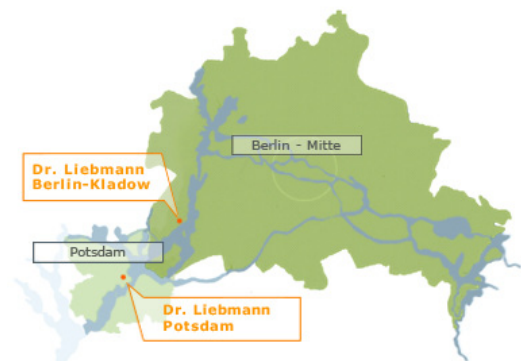 Berlin - Mitte
Dr. Liebmann
Berlin-Kladow
Potsdam
Dr. Liebmann
Potsdam